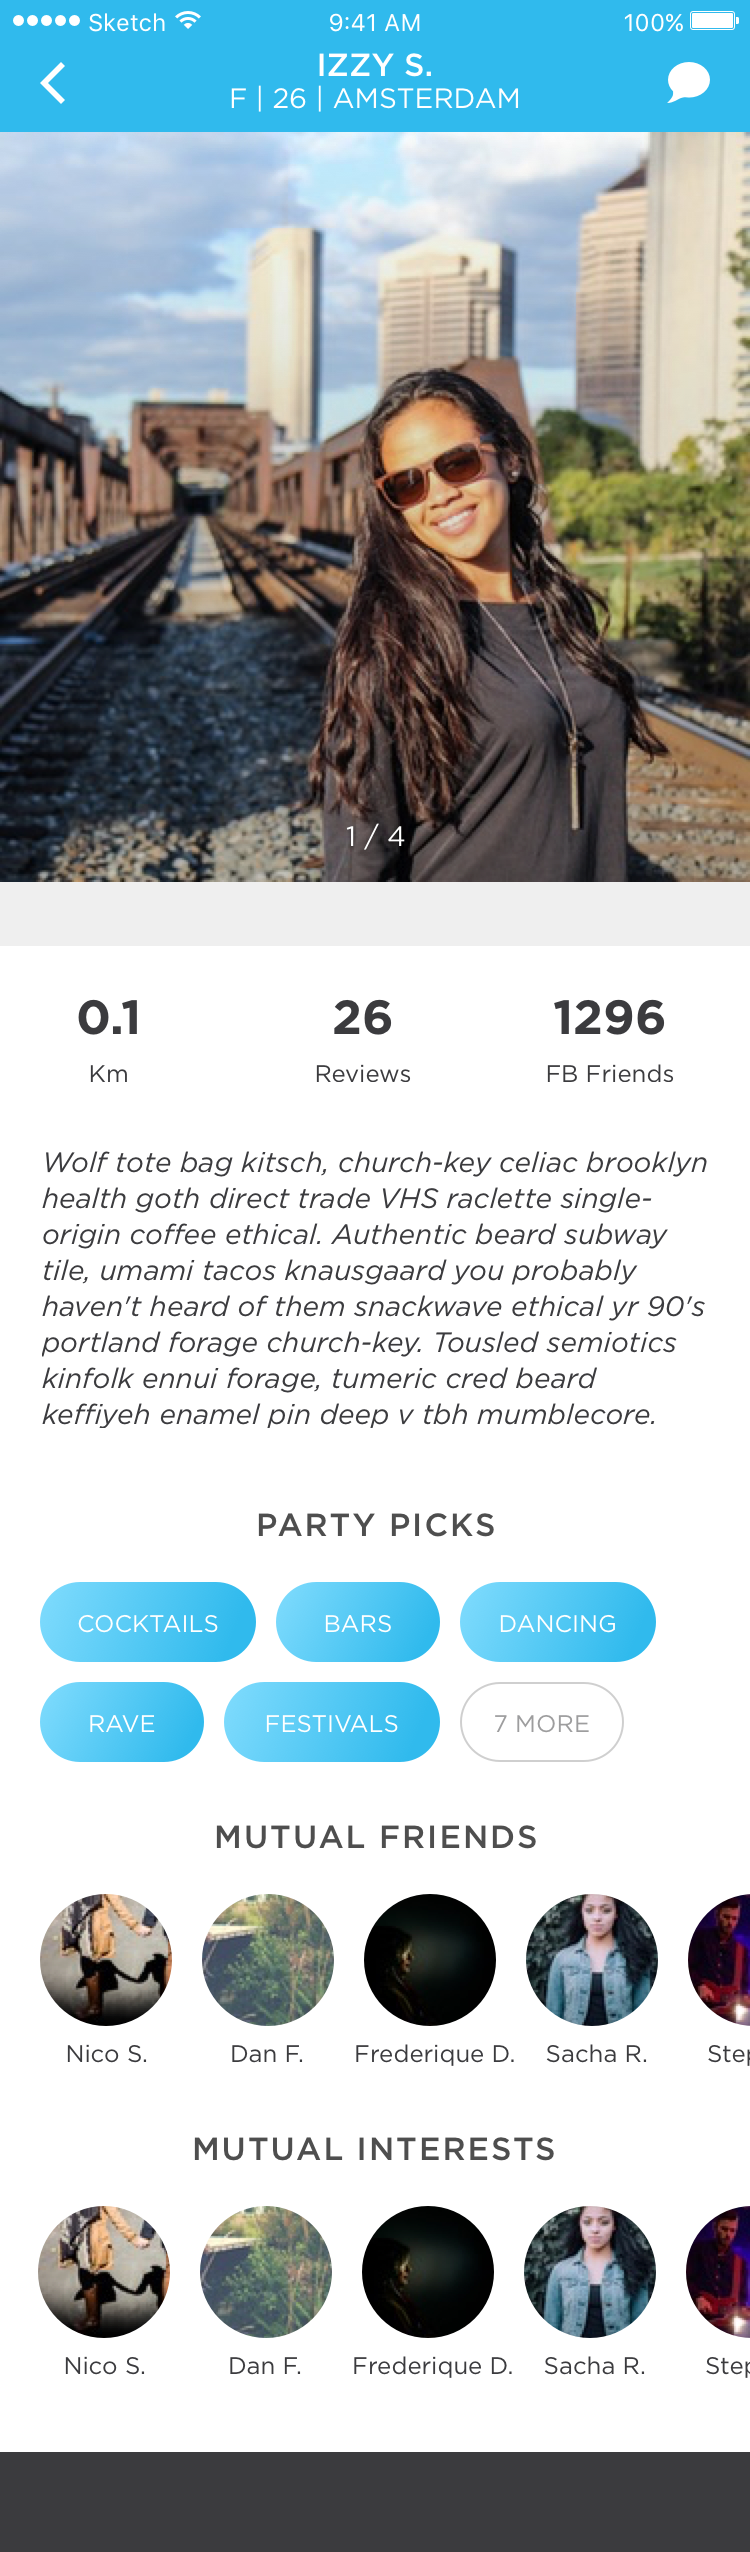 Sketch 9:41 AM 100%
IZZY S.
F | 26 | AMSTERDAM
1 / 4
0.1 26 1296
Km Reviews FB Friends
Wolf tote bag kitsch, church-key celiac brooklyn
health goth direct trade VHS raclette single-
origin coffee ethical. Authentic beard subway
tile, umami tacos knausgaard you probably
haven't heard of them snackwave ethical yr 90's
portland forage church-key. Tousled semiotics
kinfolk ennui forage, tumeric cred beard
keffiyeh enamel pin deep v tbh mumblecore.
PARTY PICKS
COCKTAILS BARS DANCING
RAVE FESTIVALS 7 MORE
MUTUAL FRIENDS
Nico S. Dan F. Frederique D. Sacha R. Step
MUTUAL INTERESTS
Nico S. Dan F. Frederique D. Sacha R. Step